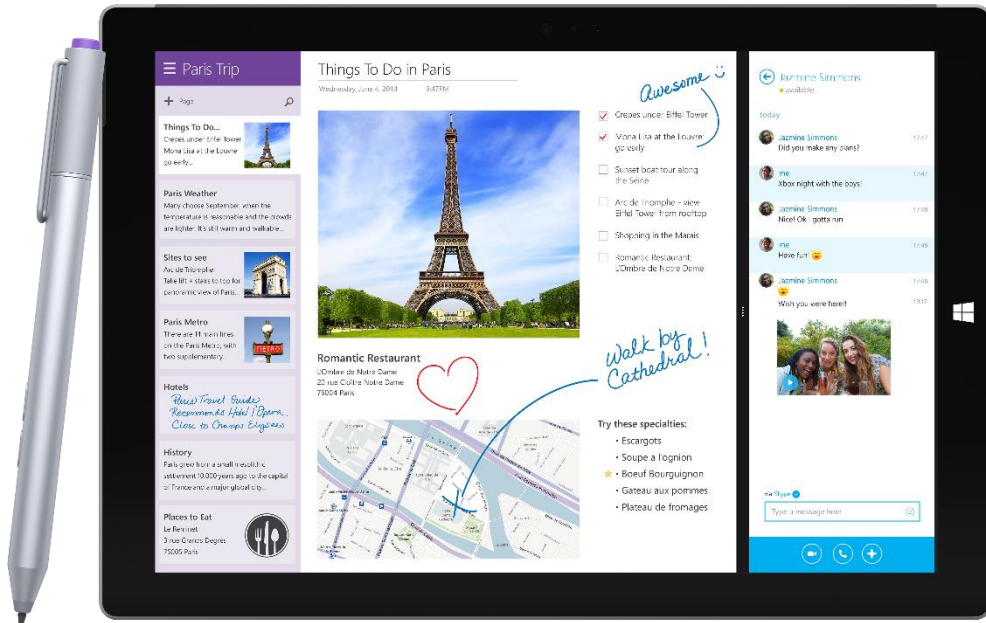 Paris Trip
Page
Things To Do...
Crepes under Eiffel Tower
Mona Lisa at the Louvre
go early...
Paris Weather
Many choose September, when the
temperature is reasonable and the crowds
are lighter. It's still warm and walkable...
Sites to see
Arc de Triomphe
Take lift + stairs to top for
panoramic view of Paris...
Paris Metro
There are 11 main lines
on the Paris Metro, with
two supplementary...
METRO
Hotels
Paris Travel Guide
Recommends Hotel l'Opera.
Close to Champs Elysees
History
Paris grew from a small mesolithic
settlement 10,000 years ago to the capital
of France and a major global city...
Places to Eat
Le Reminet
3 rue Grands Degres
75005 Paris
Things To Do in Paris
Wednesday, June 4, 2014 3:47PM
Awesome
Crepes under Eiffel Tower
Mona Lisa at the Louvre:
go early
Sunset boat tour along
the Seine
Arc de Triomphe - view
Eiffel Tower from rooftop
Shopping in the Marais
Romantic Restaurant:
L'Ombre de Notre Dame
Romantic Restaurant
L'Ombre de Notre Dame
20 rue Cloître Notre Dame
75004 Paris
Walk by
Cathedral!
Try these specialties:
• Escargots
• Soupe a l'ognion
• Boeuf Bourguignon
• Gateau aux pommes
• Plateau de fromages
Jazmine Simmons
available
today
Jazmine Simmons 17:47
Did you make any plans?
me 17:47
Xbox night with the boys!
Jazmine Simmons
Nice! Ok i gotta run
me
Have fun!
Jazmine Simmons
Wish you were here!!
via Skype
Type a message here